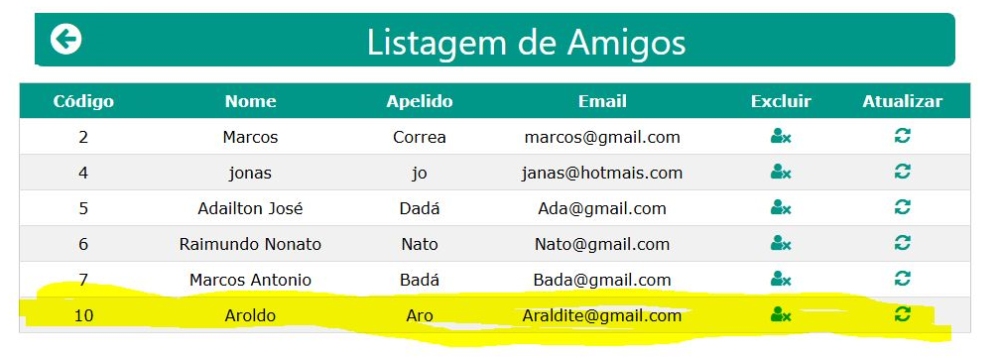 Listagem de Amigos
Código Nome Apelido Email Excluir Atualizar
2 Marcos Correa marcos@gmail.com
4 jonas jo janas@hotmais.com
5 Adailton José Dadá Ada@gmail.com
6 Raimundo Nonato Nato Nato@gmail.com
7 Marcos Antonio Badá Bada@gmail.com
10 Aroldo Aro Araldite@gmail.com